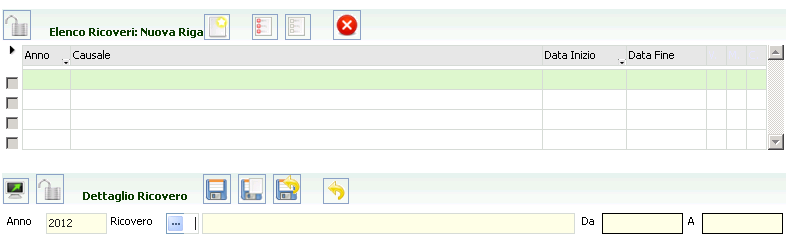 Elenco Ricoveri: Nuova Riga
Anno Causale Data Inizio Data Fine
Dettaglio Ricovero
Anno 2012 Ricovero ... Da A